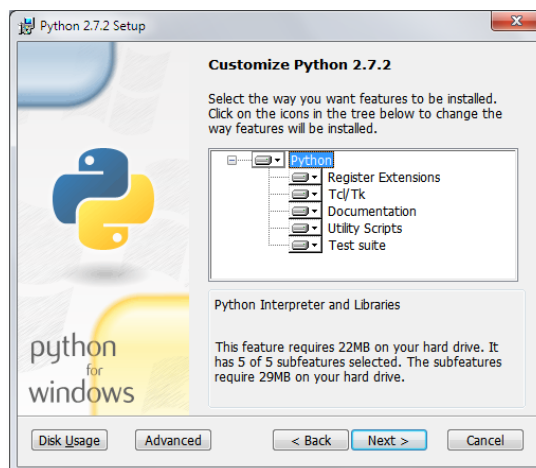 Python 2.7.2 Setup
Customize Python 2.7.2
Select the way you want features to be installed.
Click on the icons in the tree below to change the
way features will be installed.
Python
Register Extensions
Tcl/Tk
Documentation
Utility Scripts
Test suite
Python Interpreter and Libraries
This feature requires 22MB on your hard drive. It
has 5 of 5 subfeatures selected. The subfeatures
require 29MB on your hard drive.
python
for
windows
Disk Usage
Advanced
< Back
Next >
Cancel